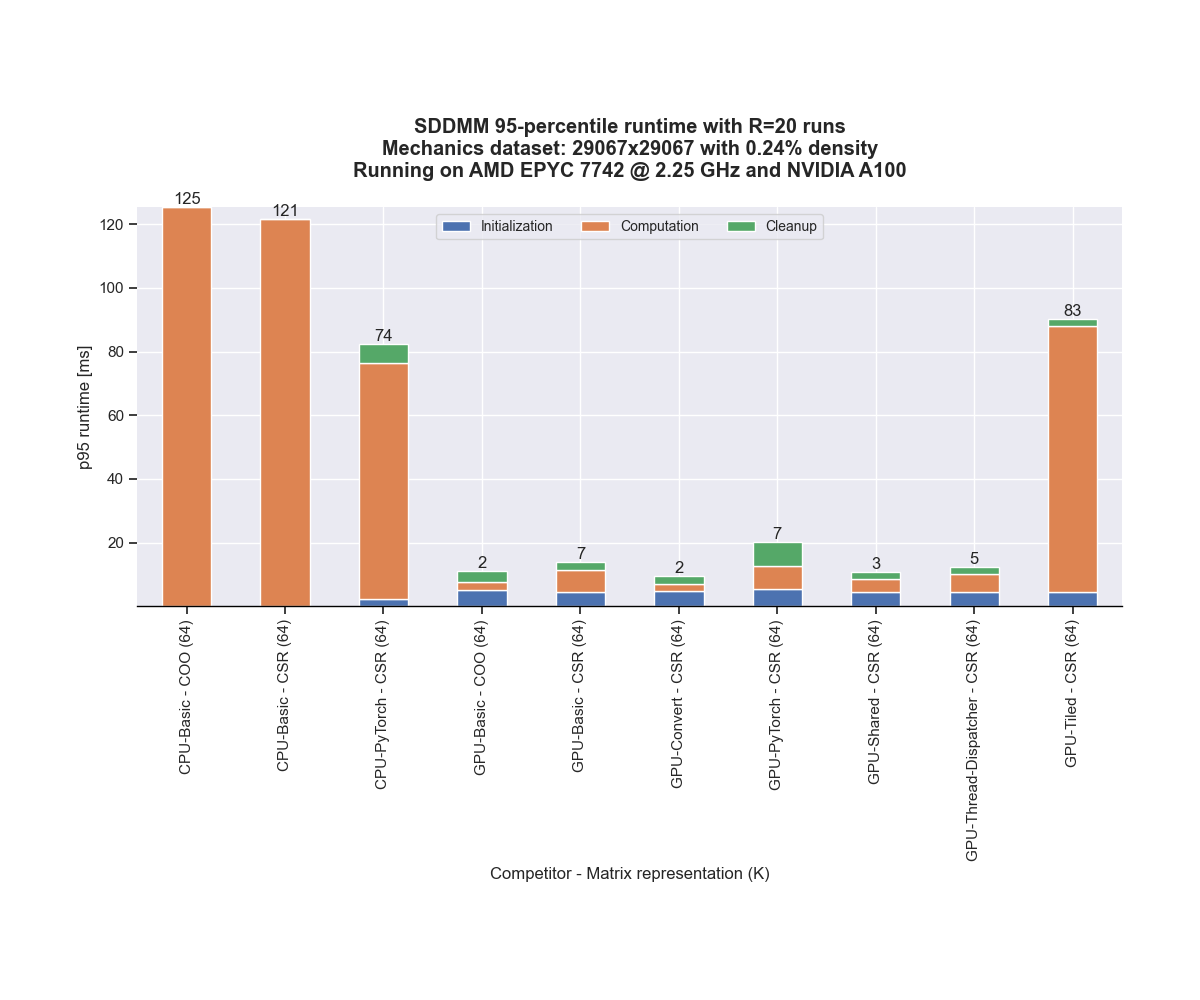 SDDMM 95-percentile runtime with R=20 runs
Mechanics dataset: 29067x29067 with 0.24% density
Running on AMD EPYC 7742 @ 2.25 GHz and NVIDIA A100
Initialization
Computation
Cleanup
125
121
74
2
7
2
7
3
5
83
p95 runtime [ms]
120
100
80
60
40
20
CPU-Basic - COO (64)
CPU-Basic - CSR (64)
CPU-PyTorch - CSR (64)
GPU-Basic - COO (64)
GPU-Basic - CSR (64)
GPU-Convert - CSR (64)
GPU-PyTorch - CSR (64)
GPU-Shared - CSR (64)
GPU-Thread-Dispatcher - CSR (64)
GPU-Tiled - CSR (64)
Competitor - Matrix representation (K)